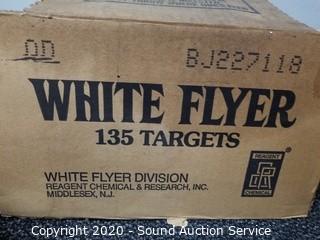 QD
BJ227118
WHITE FLYER
135 TARGETS
WHITE FLYER DIVISION
REAGENT CHEMICAL & RESEARCH, INC.
MIDDLESEX, N.J.
REAGENT
®
CHEMICAL
Copyright © 2020 - Sound Auction Service